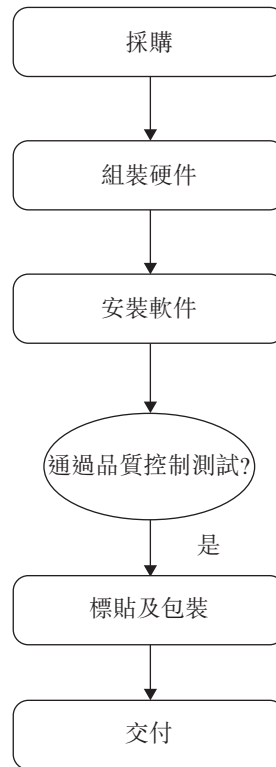 採購
組裝硬件
安裝軟件
通過品質控制測試?
是
標貼及包裝
交付